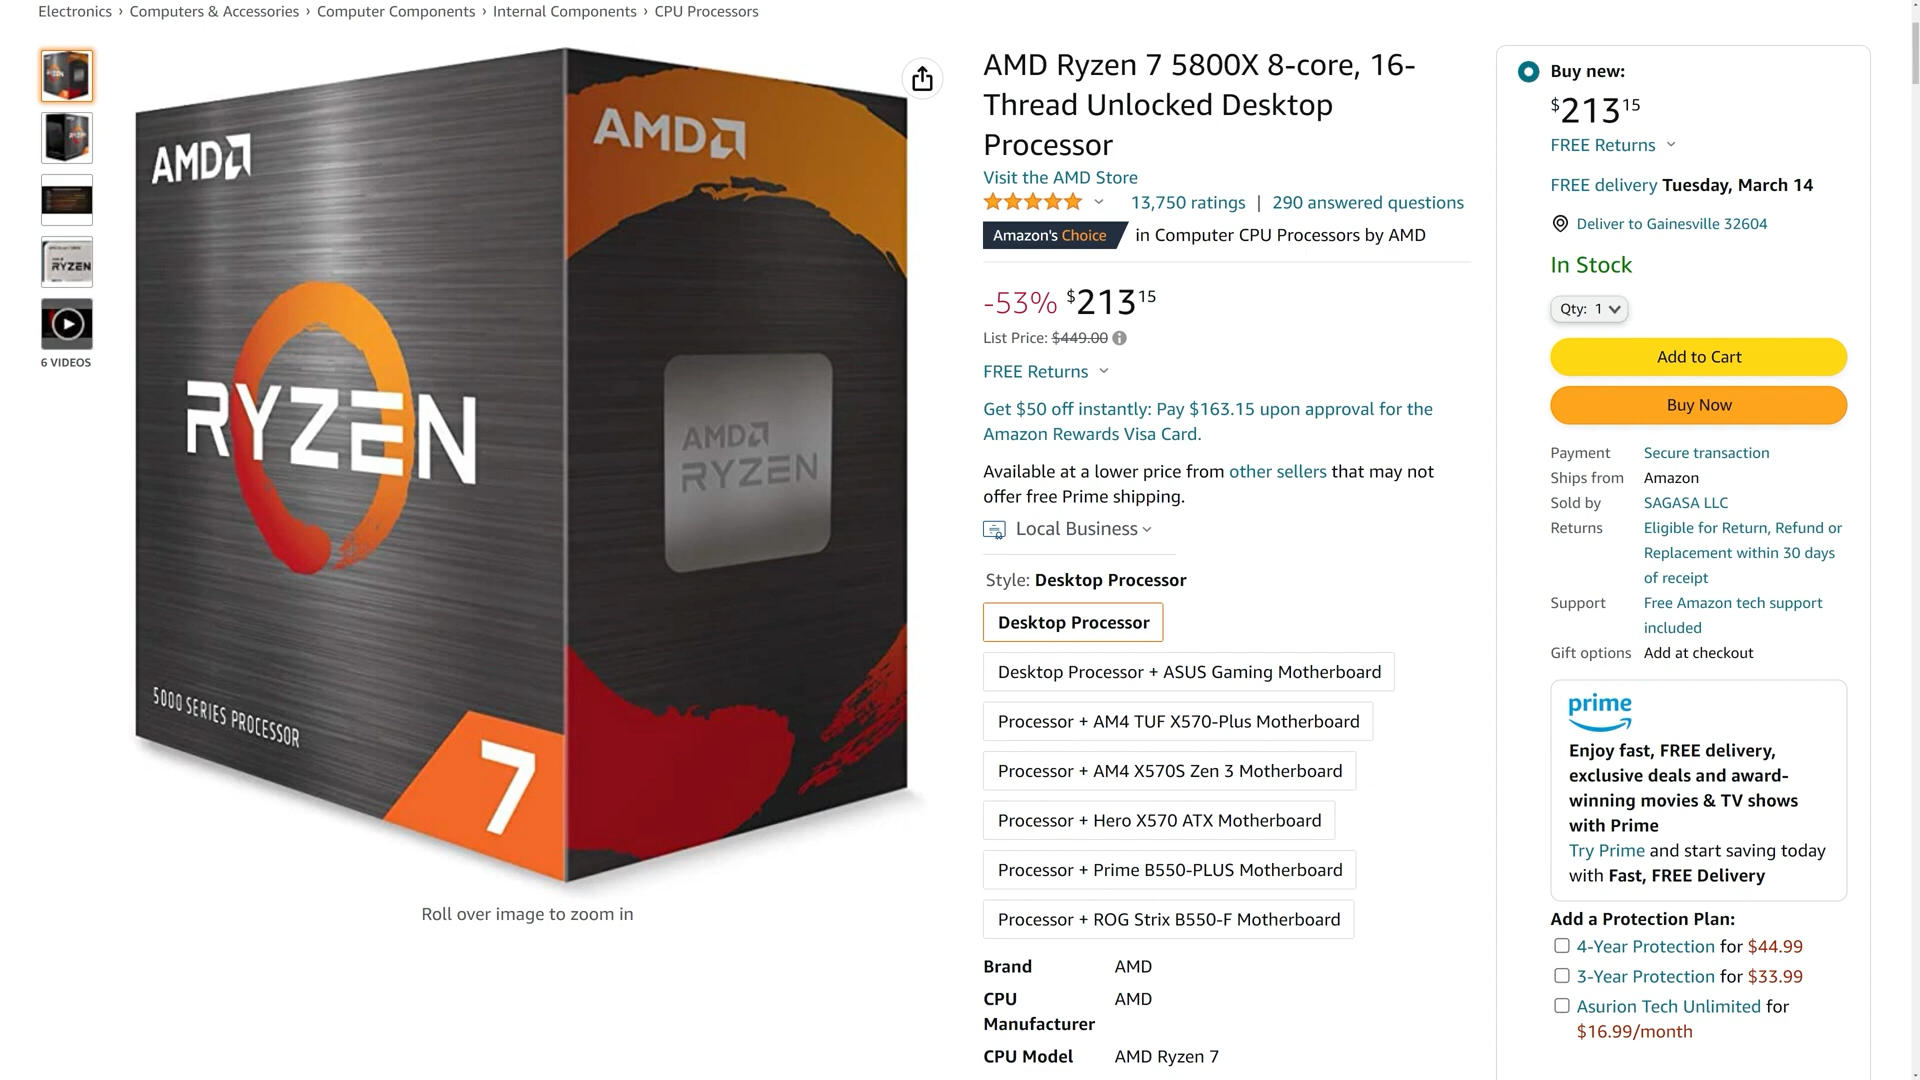 Electronics › Computers & Accessories › Computer Components › Internal Components › CPU Processors
6 VIDEOS
AMD
RYZEN
5000 SERIES PROCESSOR
7
AMD
AMD
RYZEN
Roll over image to zoom in
AMD Ryzen 7 5800X 8-core, 16-
Thread Unlocked Desktop
Processor
Visit the AMD Store
13,750 ratings | 290 answered questions
Amazon's Choice in Computer CPU Processors by AMD
-53% $213 15
List Price: $449.00
FREE Returns
Get $50 off instantly: Pay $163.15 upon approval for the
Amazon Rewards Visa Card.
Available at a lower price from other sellers that may not
offer free Prime shipping.
Local Business
Style: Desktop Processor
Desktop Processor
Desktop Processor + ASUS Gaming Motherboard
Processor + AM4 TUF X570-Plus Motherboard
Processor + AM4 X570S Zen 3 Motherboard
Processor + Hero X570 ATX Motherboard
Processor + Prime B550-PLUS Motherboard
Processor + ROG Strix B550-F Motherboard
Brand AMD
CPU AMD
Manufacturer
CPU Model AMD Ryzen 7
Buy new:
$213 15
FREE Returns
FREE delivery Tuesday, March 14
Deliver to Gainesville 32604
In Stock
Qty: 1
Add to Cart
Buy Now
Payment Secure transaction
Ships from Amazon
Sold by SAGASA LLC
Returns Eligible for Return, Refund or
Replacement within 30 days
of receipt
Support Free Amazon tech support
included
Gift options Add at checkout
prime
Enjoy fast, FREE delivery,
exclusive deals and award-
winning movies & TV shows
with Prime
Try Prime and start saving today
with Fast, FREE Delivery
Add a Protection Plan:
4-Year Protection for $44.99
3-Year Protection for $33.99
Asurion Tech Unlimited for
$16.99/month